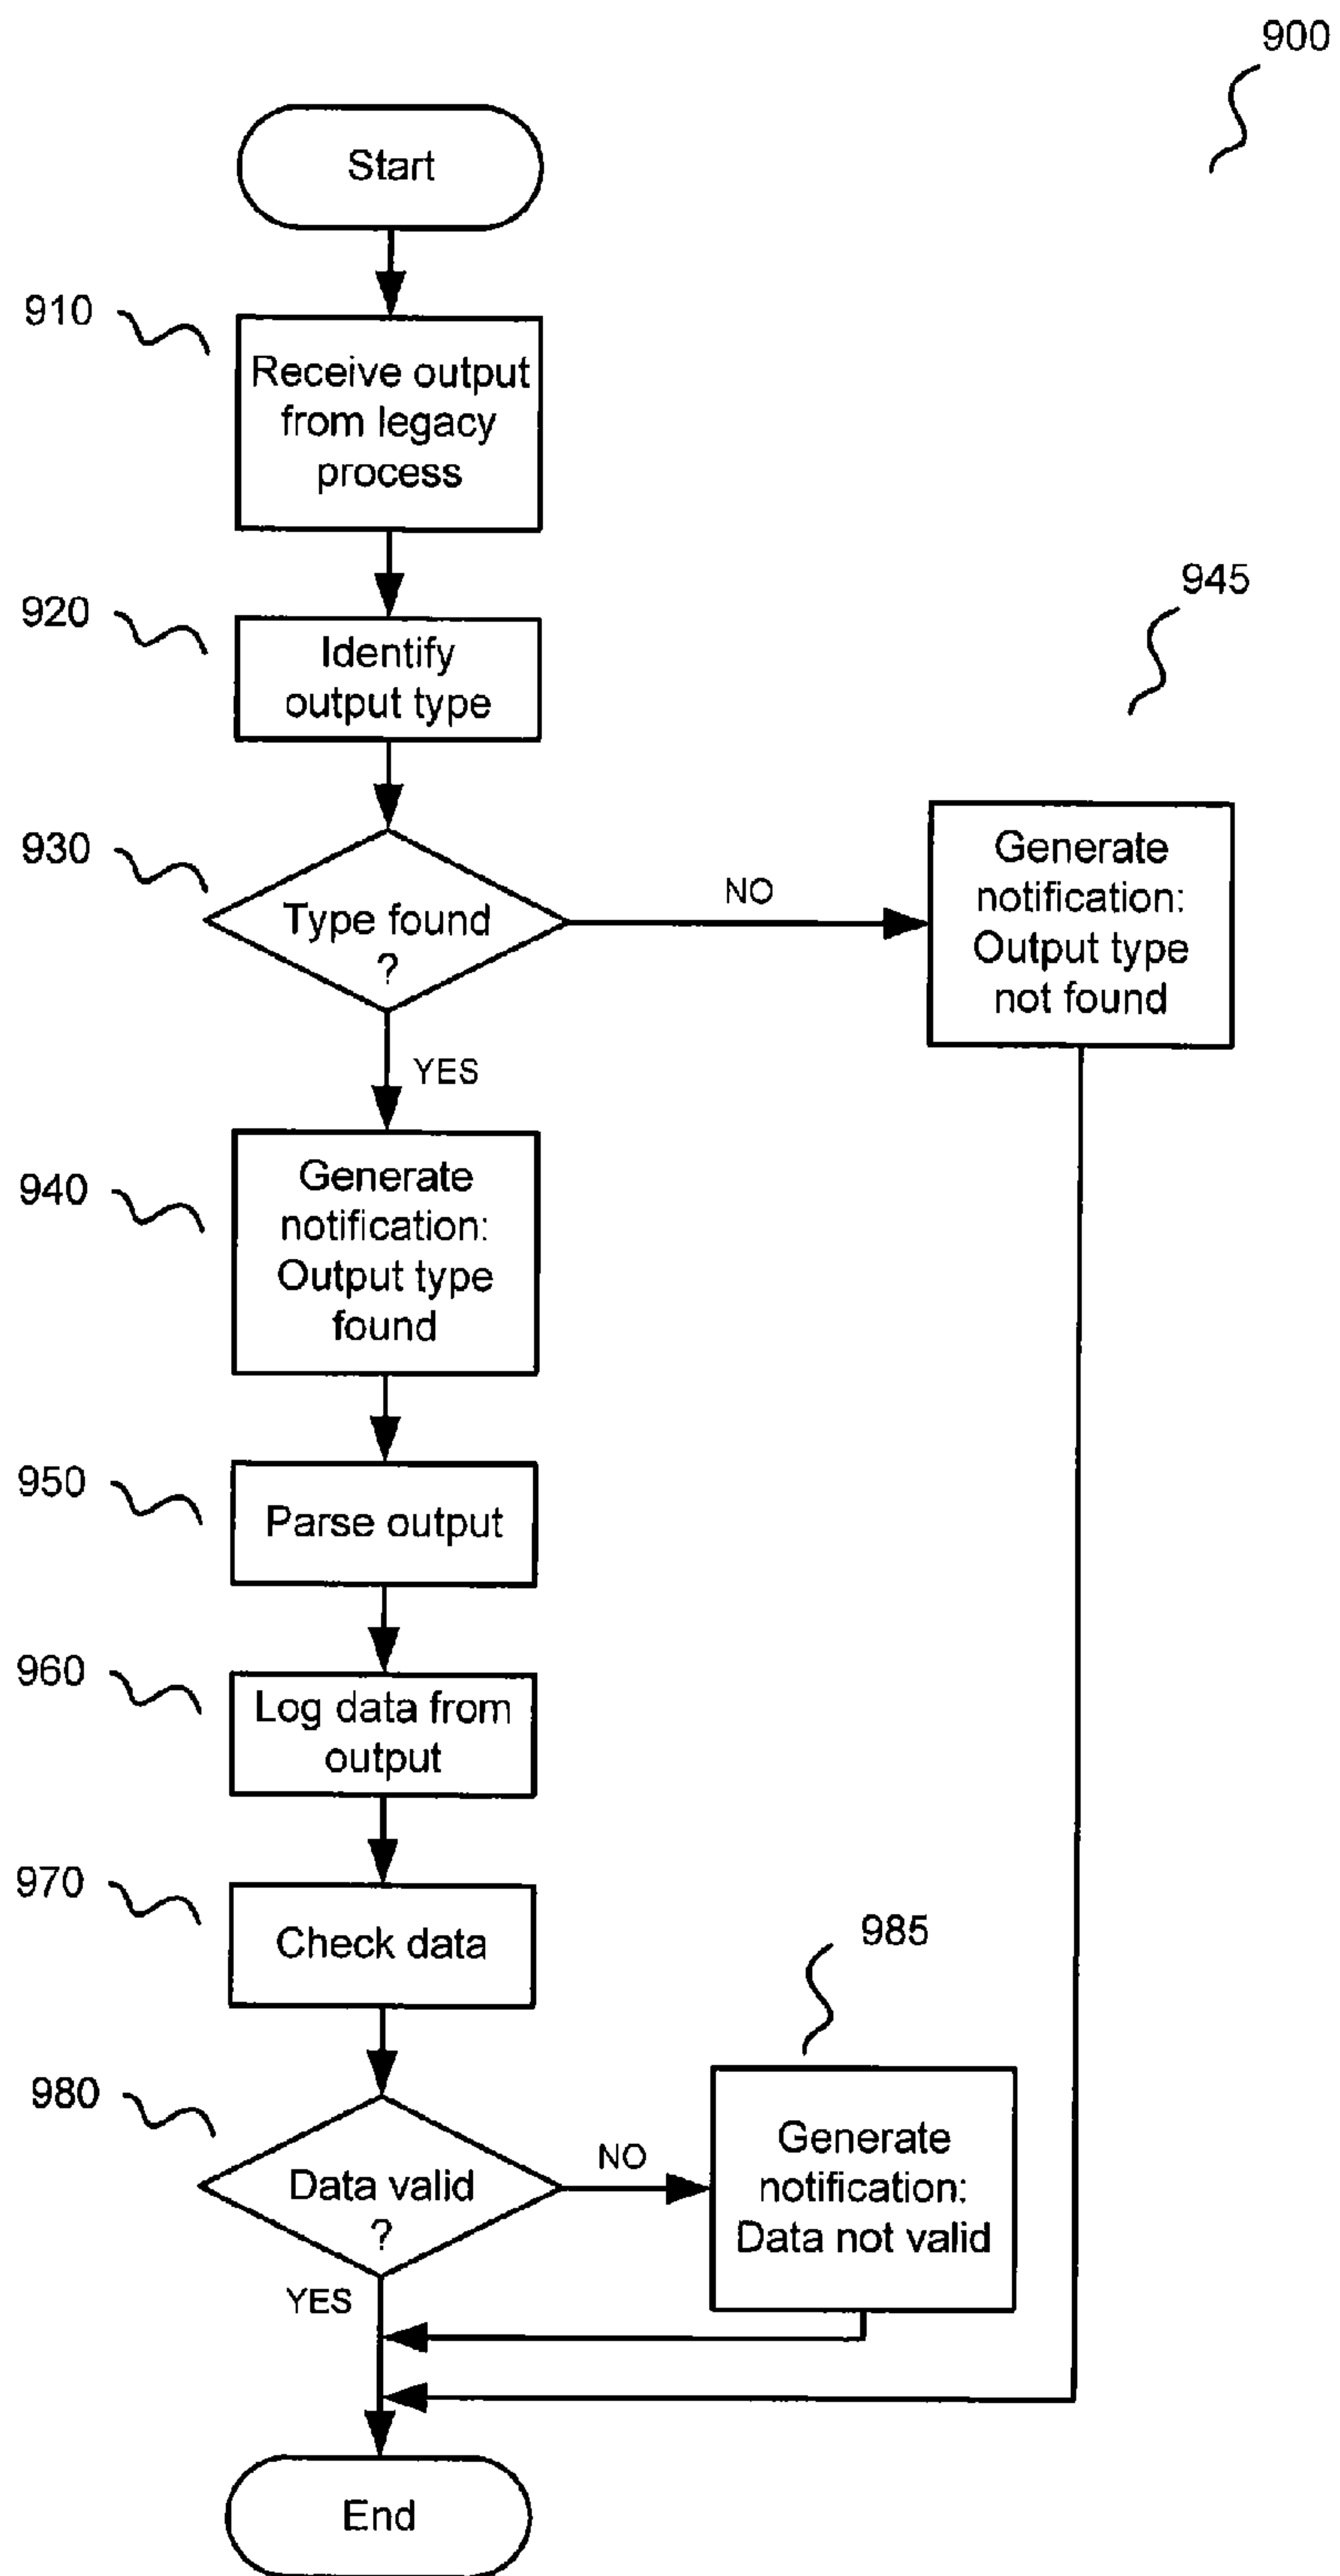 900
Start
910
Receive output
from legacy
process
920
Identify
output type
945
930
Type found
?
NO
Generate
notification:
Output type
not found
YES
940
Generate
notification:
Output type
found
950
Parse output
960
Log data from
output
970
Check data
985
980
Data valid
?
NO
Generate
notification:
Data not valid
YES
End